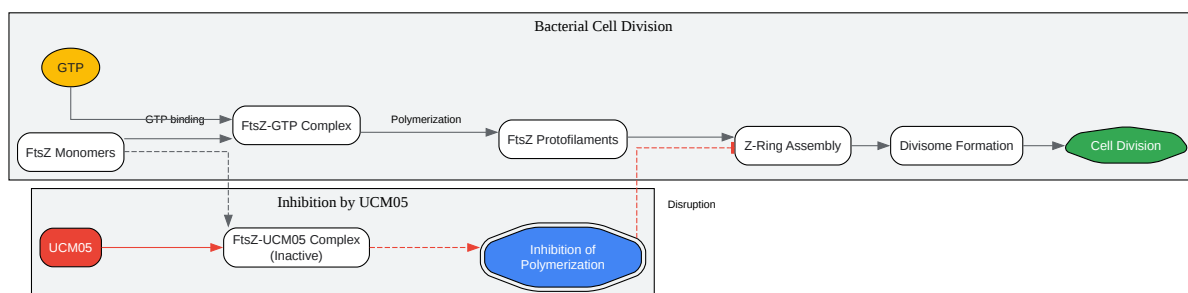 Bacterial Cell Division
GTP
GTP binding
FtsZ Monomers
FtsZ-GTP Complex
Polymerization
FtsZ Protofilaments
Z-Ring Assembly
Divisome Formation
Cell Division
Inhibition by UCM05
Disruption
UCM05
FtsZ-UCM05 Complex
(Inactive)
Inhibition of
Polymerization